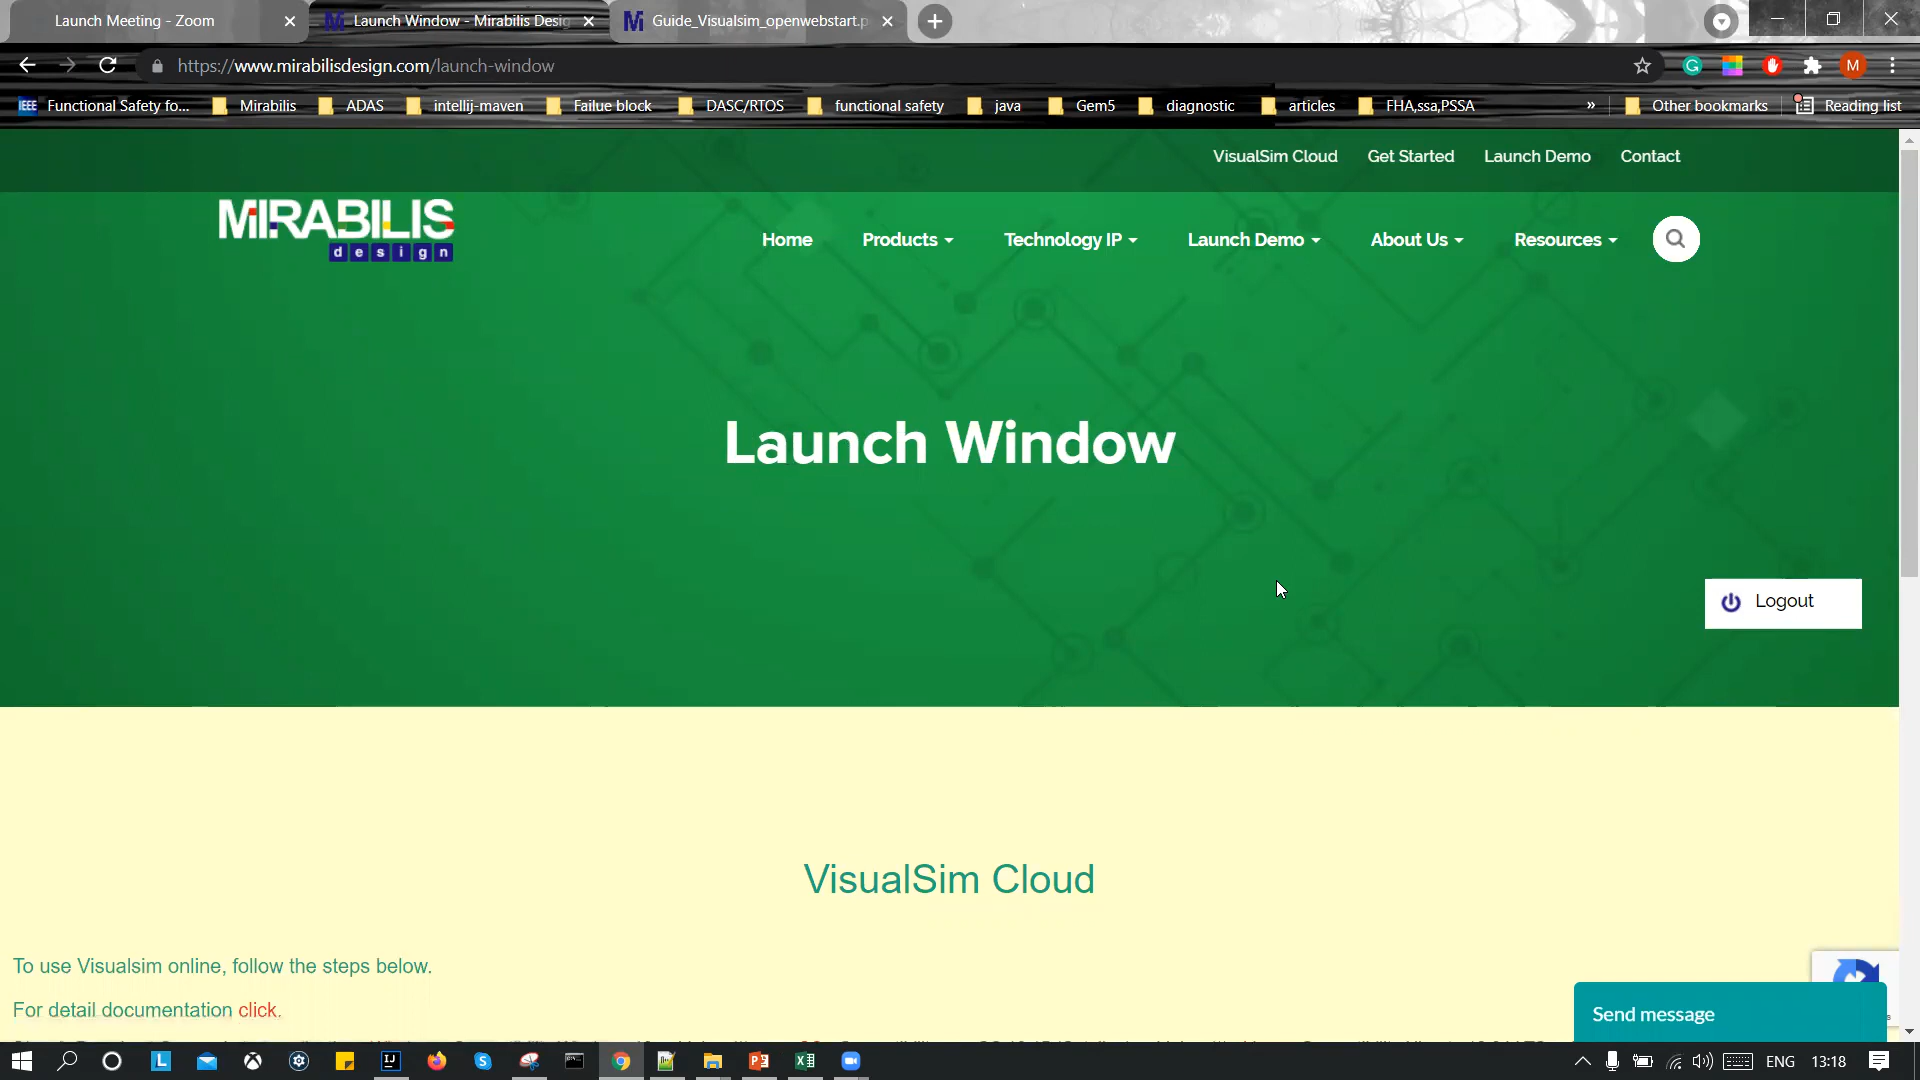 Launch Meeting - Zoom
Launch Window - Mirabilis Desig
Guide_Visualsim_openwebstart.p
https://www.mirabilisdesign.com/launch-window
M
IEEE Functional Safety fo...
Mirabilis
ADAS
intellij-maven
Failue block
DASC/RTOS
functional safety
java
Gem5
diagnostic
articles
FHA,ssa,PSSA
»
Other bookmarks
Reading list
VisualSim Cloud
Get Started
Launch Demo
Contact
MIRABILIS
design
Home
Products
Technology IP
Launch Demo
About Us
Resources
Launch Window
Logout
VisualSim Cloud
To use Visualsim online, follow the steps below.
For detail documentation click.
Send message
ENG
13:18